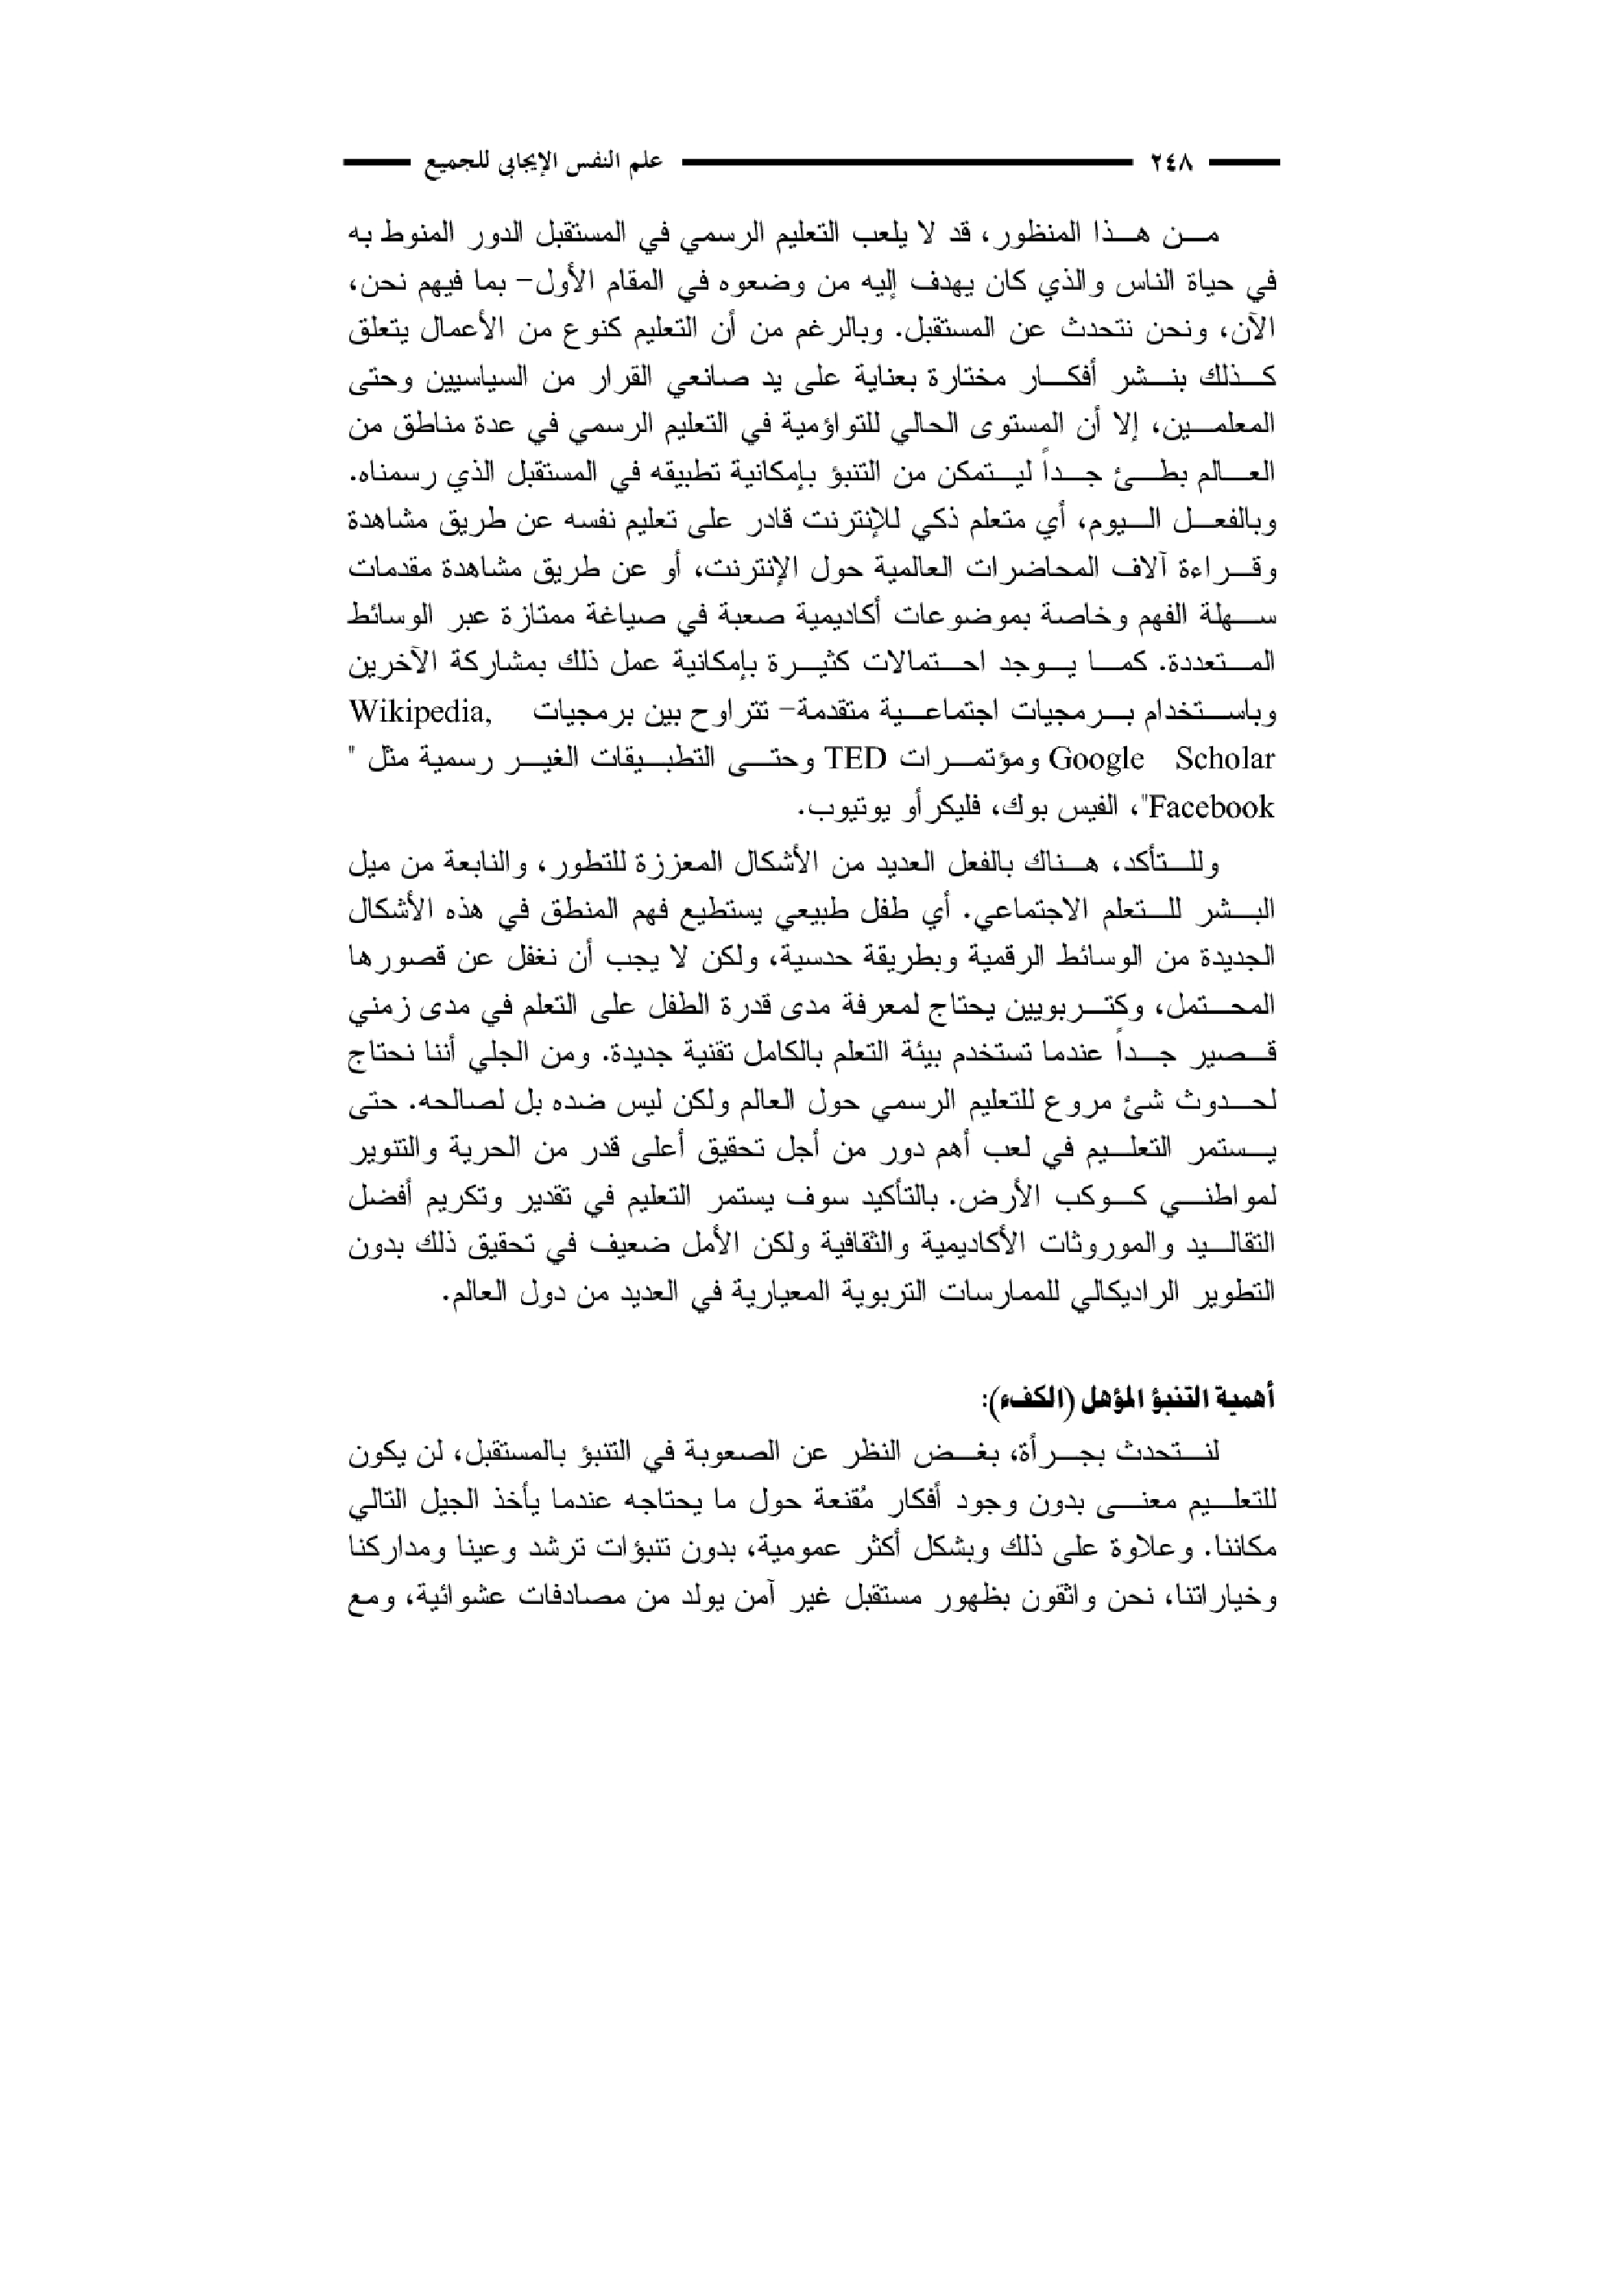 ٢٤٨ علم النفس الإيجابي للجميع
من هذا المنظور، قد لا يلعب التعليم الرسمي في المستقبل الدور المنوط به
في حياة الناس والذي كان يهدف إليه من وضعوه في المقام الأول- بما فيهم نحن،
الآن، ونحن نتحدث عن المستقبل. وبالرغم من أن التعليم كنوع من الأعمال يتعلق
كذلك بنشر أفكار مختارة بعناية على يد صانعي القرار من السياسيين وحتى
المعلمين، إلا أن المستوى الحالي للتواؤمية في التعليم الرسمي في عدة مناطق من
العالم بطئ جداً ليتمكن من التنبؤ بإمكانية تطبيقه في المستقبل الذي رسمناه.
وبالفعل اليوم، أي متعلم ذكي للإنترنت قادر على تعليم نفسه عن طريق مشاهدة
وقراءة آلاف المحاضرات العالمية حول الإنترنت، أو عن طريق مشاهدة مقدمات
سهلة الفهم وخاصة بموضوعات أكاديمية صعبة في صياغة ممتازة عبر الوسائط
المتعددة. كما يوجد احتمالات كثيرة بإمكانية عمل ذلك بمشاركة الآخرين
وباستخدام برمجيات اجتماعية متقدمة- تتراوح بين برمجيات Wikipedia,
Google Scholar ومؤتمرات TED وحتى التطبيقات الغير رسمية مثل "
Facebook"، الفيس بوك، فليكر أو يوتيوب.
وللتأكد، هناك بالفعل العديد من الأشكال المعززة للتطور، والنابعة من ميل
البشر للتعلم الاجتماعي. أي طفل طبيعي يستطيع فهم المنطق في هذه الأشكال
الجديدة من الوسائط الرقمية وبطريقة حدسية، ولكن لا يجب أن نغفل عن قصورها
المحتمل، وكتربويين يحتاج لمعرفة مدى قدرة الطفل على التعلم في مدى زمني
قصير جداً عندما تستخدم بيئة التعلم بالكامل تقنية جديدة. ومن الجلي أننا نحتاج
لحدوث شئ مروع للتعليم الرسمي حول العالم ولكن ليس ضده بل لصالحه. حتى
يستمر التعليم في لعب أهم دور من أجل تحقيق أعلى قدر من الحرية والتنوير
لمواطني كوكب الأرض. بالتأكيد سوف يستمر التعليم في تقدير وتكريم أفضل
التقاليد والموروثات الأكاديمية والثقافية ولكن الأمل ضعيف في تحقيق ذلك بدون
التطوير الراديكالي للممارسات التربوية المعيارية في العديد من دول العالم.
أهمية التنبؤ المؤهل (الكفء):
لنتحدث بجرأة، بغض النظر عن الصعوبة في التنبؤ بالمستقبل، لن يكون
للتعليم معنى بدون وجود أفكار مُقنعة حول ما يحتاجه عندما يأخذ الجيل التالي
مكاننا. وعلاوة على ذلك وبشكل أكثر عمومية، بدون تنبؤات ترشد وعينا ومداركنا
وخياراتنا، نحن واثقون بظهور مستقبل غير آمن يولد من مصادفات عشوائية، ومع